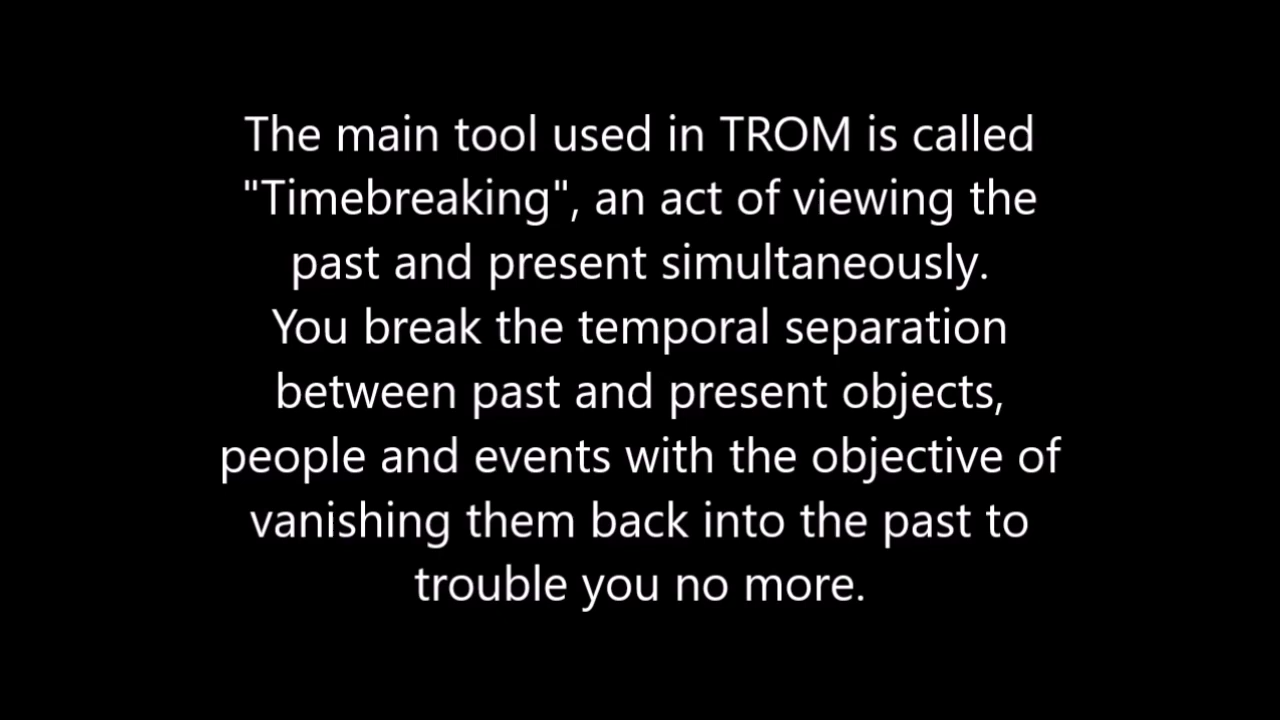 The main tool used in TROM is called
"Timebreaking", an act of viewing the
past and present simultaneously.
You break the temporal separation
between past and present objects,
people and events with the objective of
vanishing them back into the past to
trouble you no more.